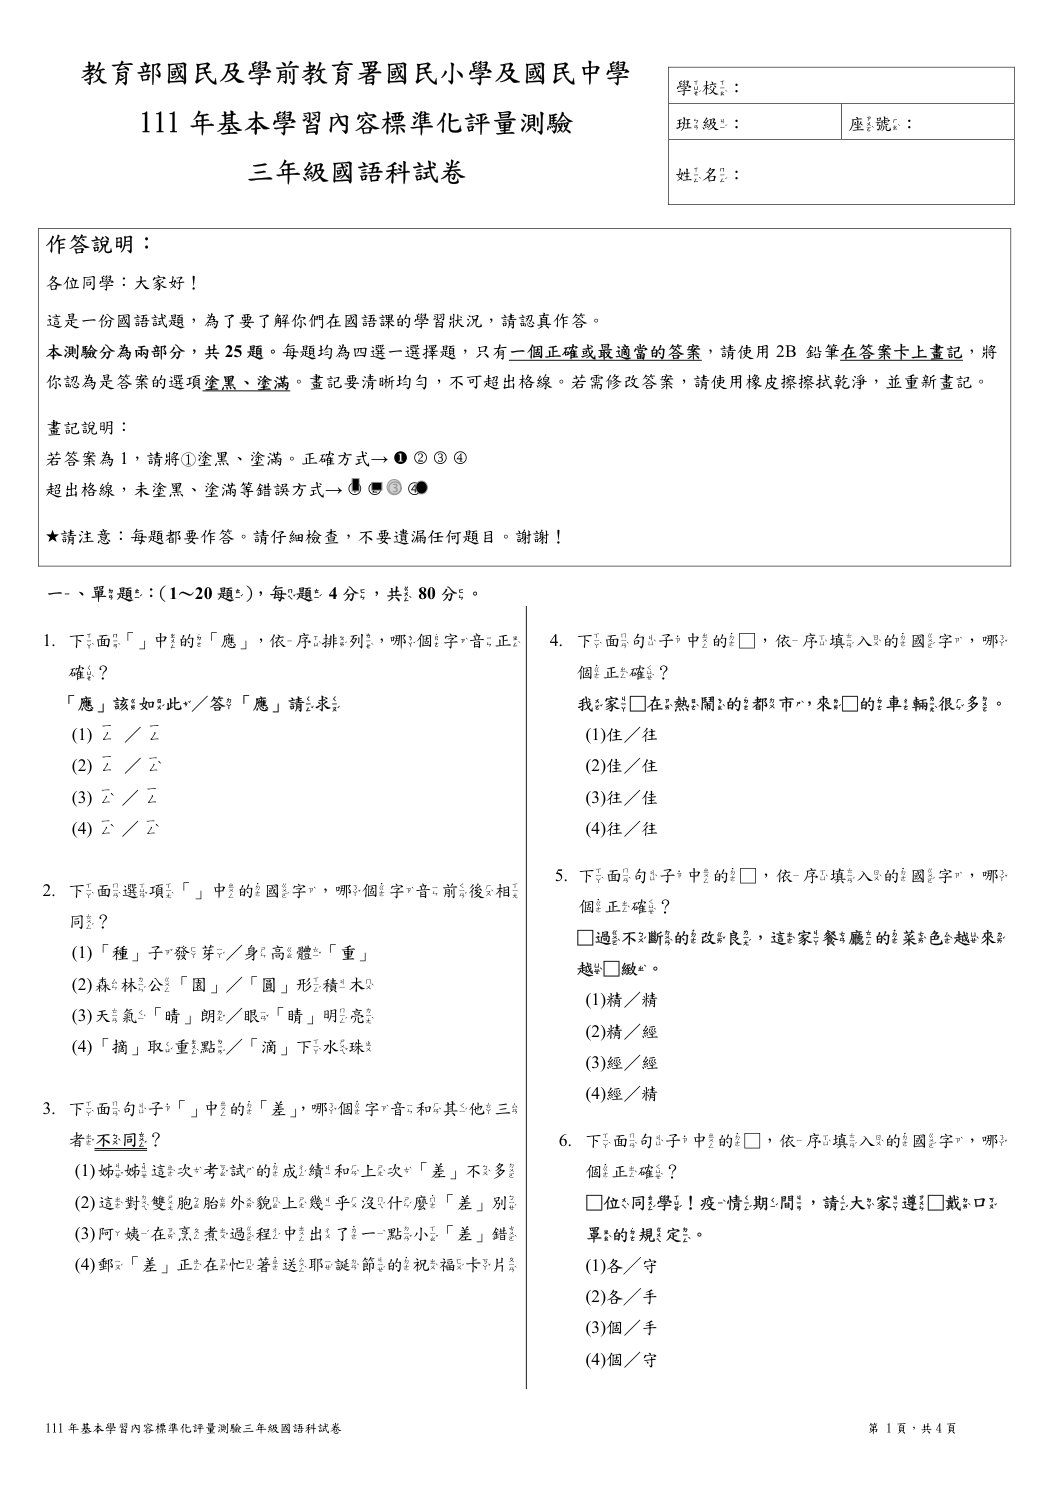 教育部國民及學前教育署國民小學及國民中學
111 年基本學習內容標準化評量測驗
三年級國語科試卷
學校：
班級：
座號：
姓名：
作答說明：
各位同學：大家好！
這是一份國語試題，為了要了解你們在國語課的學習狀況，請認真作答。
本測驗分為兩部分，共 25 題。每題均為四選一選擇題，只有一個正確或最適當的答案，請使用 2B 鉛筆在答案卡上畫記，將
你認為是答案的選項塗黑、塗滿。畫記要清晰均勻，不可超出格線。若需修改答案，請使用橡皮擦擦拭乾淨，並重新畫記。
畫記說明：
若答案為 1，請將①塗黑、塗滿。正確方式→ ❶ ② ③ ④
超出格線，未塗黑、塗滿等錯誤方式→
★請注意：每題都要作答。請仔細檢查，不要遺漏任何題目。謝謝！
一、單題：（1～20 題），每題 4 分，共 80 分。
1. 下面「」中的「應」，依序排列，哪個字音正
確？
「應」該如此／答「應」請求
(1) ㄧㄥ ／ ㄧㄥ
(2) ㄧㄥ ／ ㄧㄥˋ
(3) ㄧㄥˋ ／ ㄧㄥ
(4) ㄧㄥˋ ／ ㄧㄥˋ
2. 下面選項「」中的國字，哪個字音前後相
同？
(1)「種」子發芽／身高體「重」
(2)森林公「園」／「圓」形積木
(3)天氣「晴」朗／眼「睛」明亮
(4)「摘」取重點／「滴」下水珠
3. 下面句子「」中的「差」，哪個字音和其他三
者不同？
(1)姊姊這次考試的成績和上次「差」不多
(2)這對雙胞胎外貌上幾乎沒什麼「差」別
(3)阿姨在烹煮過程中出了一點小「差」錯
(4)郵「差」正在忙著送耶誕節的祝福卡片
4. 下面句子中的□，依序填入的國字，哪
個正確？
我家□在熱鬧的都市，來□的車輛很多。
(1)住／往
(2)佳／住
(3)往／佳
(4)往／往
5. 下面句子中的□，依序填入的國字，哪
個正確？
□過不斷的改良，這家餐廳的菜色越來
越□緻。
(1)精／精
(2)精／經
(3)經／經
(4)經／精
6. 下面句子中的□，依序填入的國字，哪
個正確？
□位同學！疫情期間，請大家遵□戴口
罩的規定。
(1)各／守
(2)各／手
(3)個／手
(4)個／守
111 年基本學習內容標準化評量測驗三年級國語科試卷
第 1 頁，共 4 頁